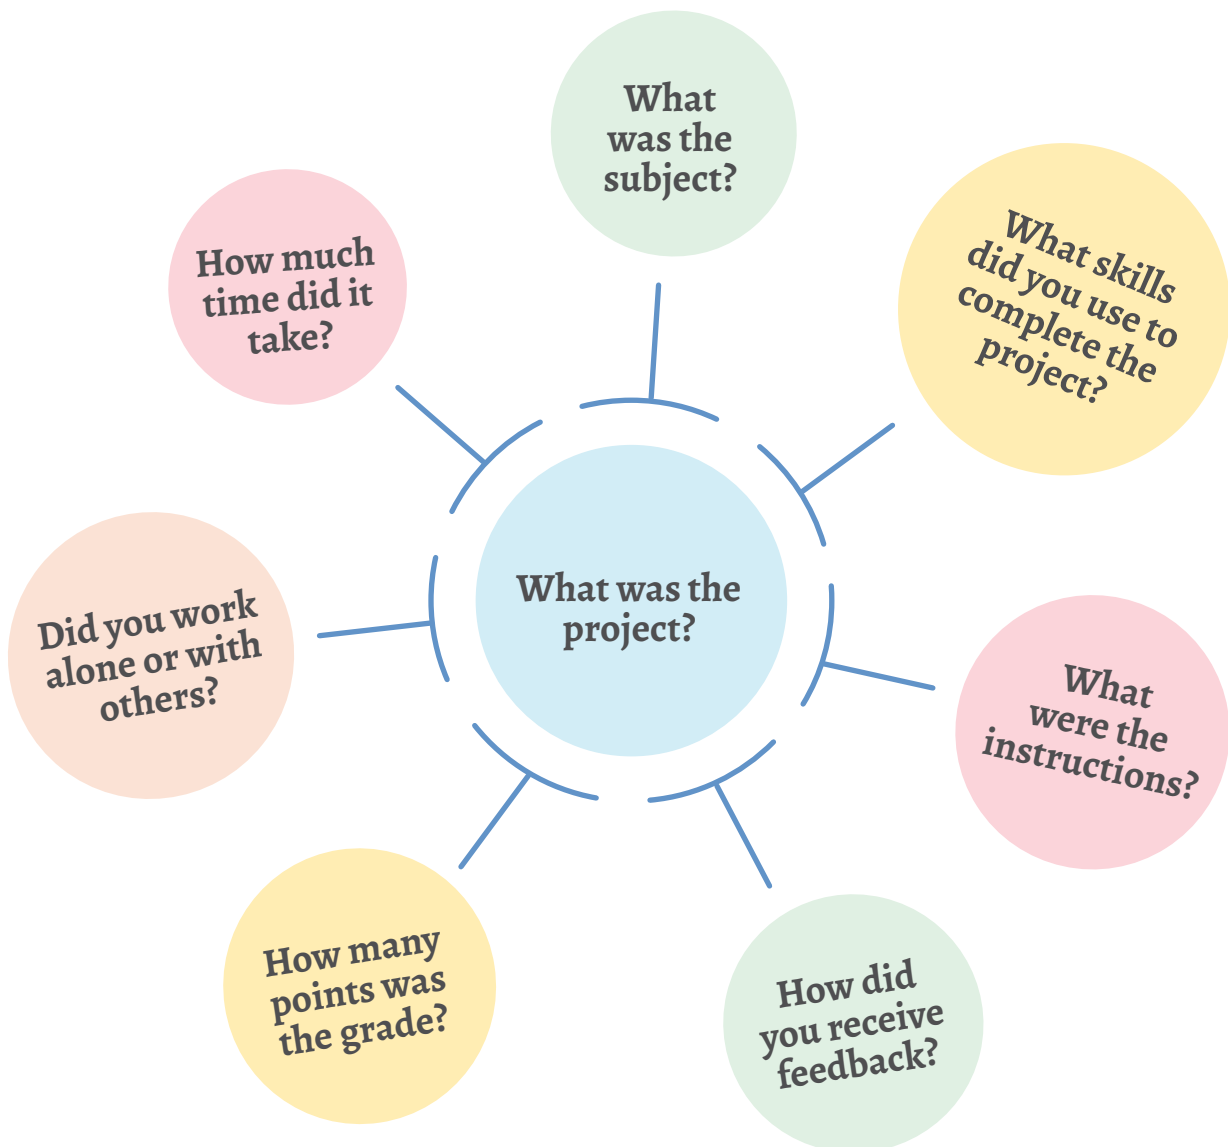 What
was the
subject?
What skills
did you use to
complete the
project?
How much
time did it
take?
What was the
project?
Did you work
alone or with
others?
What
were the
instructions?
How many
points was
the grade?
How did
you receive
feedback?